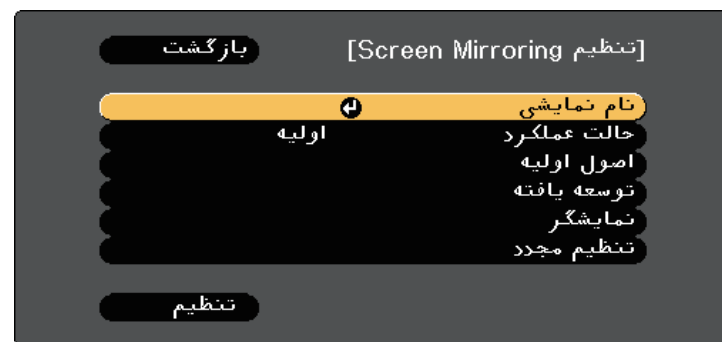 [تنظیم Screen Mirroring] بازگشت
نام نمایشی
حالت عملکرد اولیه
اصول اولیه
توسعه یافته
نمایشگر
تنظیم مجدد
تنظیم